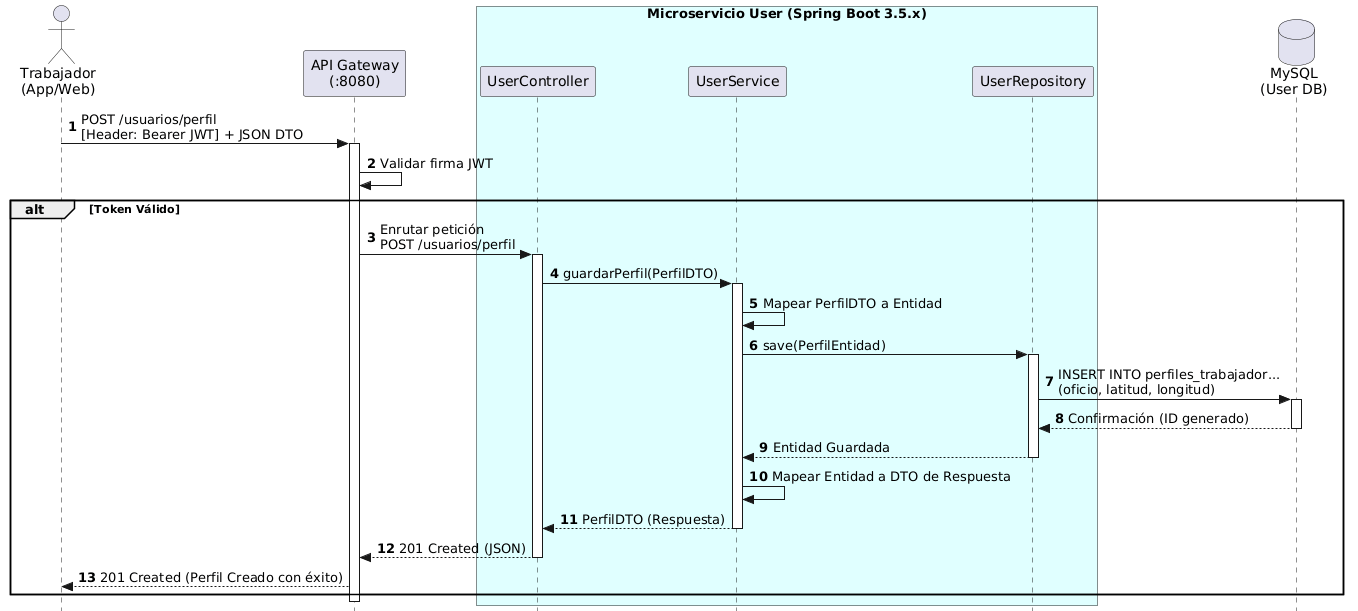 Microservicio User (Spring Boot 3.5.x)
Trabajador
(App/Web)
API Gateway
(:8080)
UserController
UserService
UserRepository
MySQL
(User DB)
1 POST /usuarios/perfil
[Header: Bearer JWT] + JSON DTO
2 Validar firma JWT
alt [Token Válido]
3 Enrutar petición
POST /usuarios/perfil
4 guardarPerfil(PerfilDTO)
5 Mapear PerfilDTO a Entidad
6 save(PerfilEntidad)
7 INSERT INTO perfiles_trabajador...
(oficio, latitud, longitud)
8 Confirmación (ID generado)
9 Entidad Guardada
10 Mapear Entidad a DTO de Respuesta
11 PerfilDTO (Respuesta)
12 201 Created (JSON)
13 201 Created (Perfil Creado con éxito)